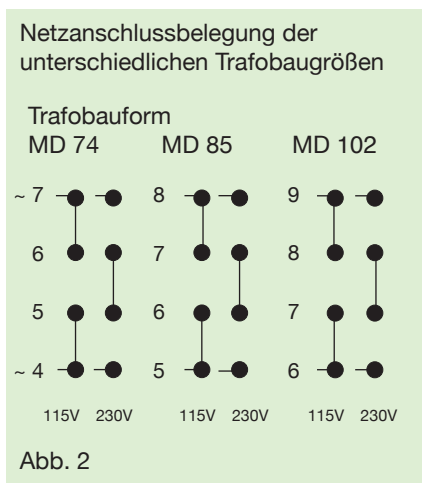 Netzanschlussbelegung der
unterschiedlichen Trafobaugrößen
Trafobauform
MD 74 MD 85 MD 102
~ 7 8 9
6 7 8
5 6 7
~ 4 5 6
115V 230V 115V 230V 115V 230V
Abb. 2